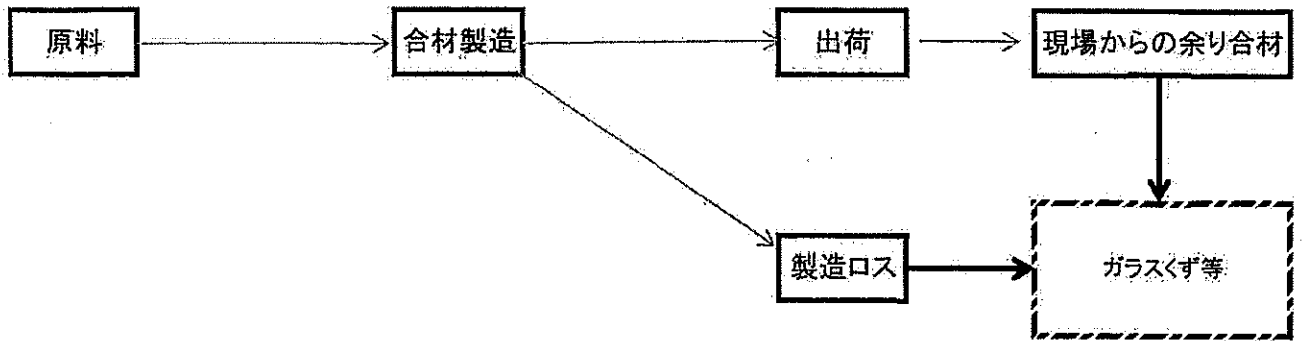 原料
合材製造
出荷
現場からの余り合材
製造ロス
ガラスくず等